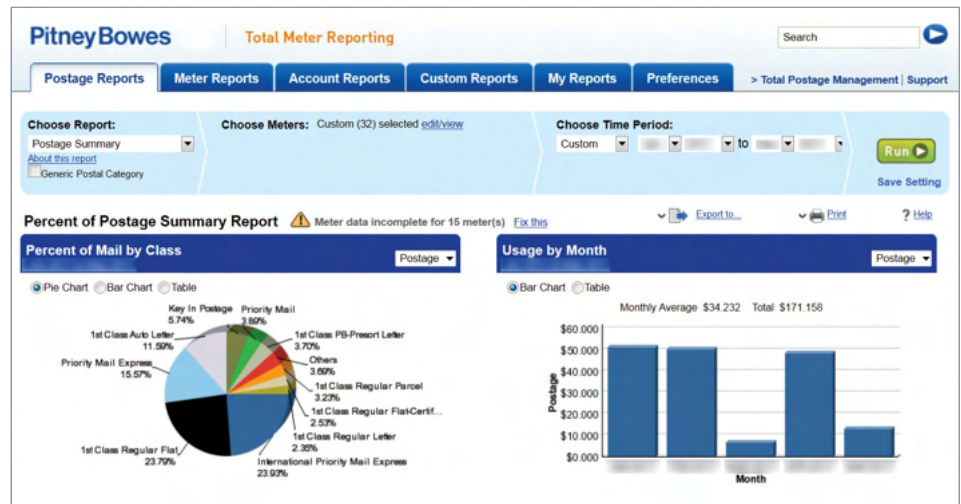 PitneyBowes
Total Meter Reporting
Search
Postage Reports
Meter Reports
Account Reports
Custom Reports
My Reports
Preferences
> Total Postage Management | Support
Choose Report:
Postage Summary
About this report
Generic Postal Category
Choose Meters: Custom (32) selected edit/view
Choose Time Period:
Custom
to
Run
Save Setting
Percent of Postage Summary Report
Meter data incomplete for 15 meter(s) Fix this
Export to...
Print
? Help
Percent of Mail by Class
Postage
Pie Chart Bar Chart Table
Key In Postage
5.74%
Priority Mail
3.89%
1st Class PB-Presort Letter
3.70%
Others
3.69%
1st Class Regular Parcel
3.23%
1st Class Regular Flat-Certif...
2.53%
1st Class Regular Letter
2.35%
International Priority Mail Express
23.93%
1st Class Regular Flat
23.79%
Priority Mail Express
15.57%
1st Class Auto Letter
11.59%
Usage by Month
Postage
Bar Chart Table
Monthly Average $34.232 Total $171.158
Postage
$60.000
$50.000
$40.000
$30.000
$20.000
$10.000
$0.000
Month